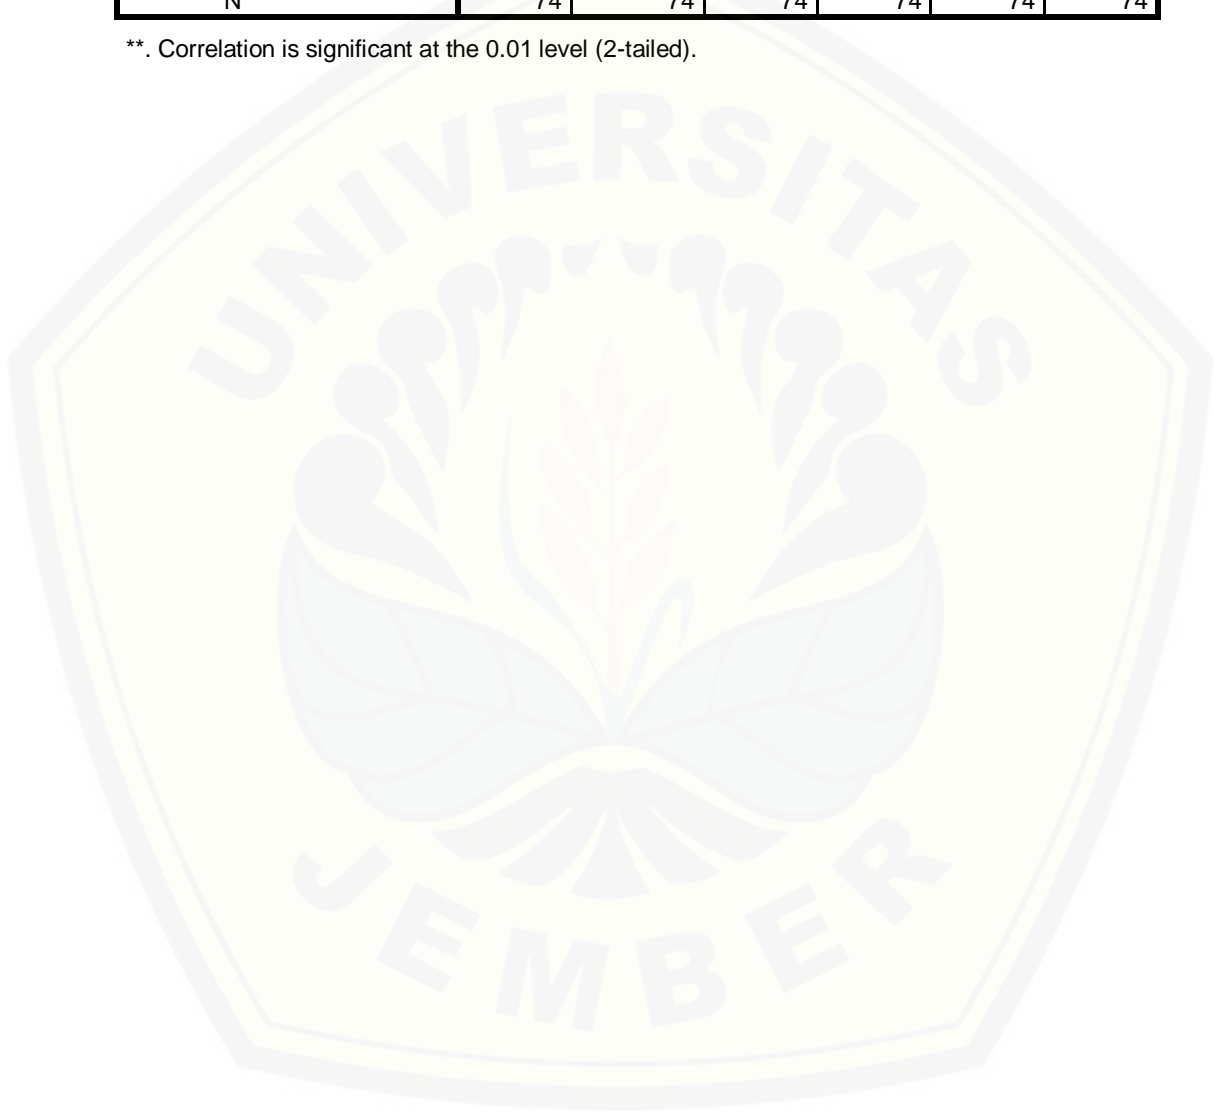 N 74 74 74 74 74 74
**. Correlation is significant at the 0.01 level (2-tailed).
UNIVERSITAS
JEMBER